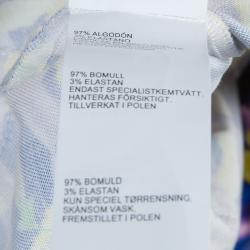 97% ALGODÓN
97% BOMULL
3% ELASTAN
ENDAST SPECIALISTKEMTVÄTT.
HANTERAS FÖRSIKTIGT.
TILLVERKAT I POLEN
97% BOMULD
3% ELASTAN
KUN SPECIEL TØRRENSNING.
SKÅNSOM VASK.
FREMSTILLET I POLEN